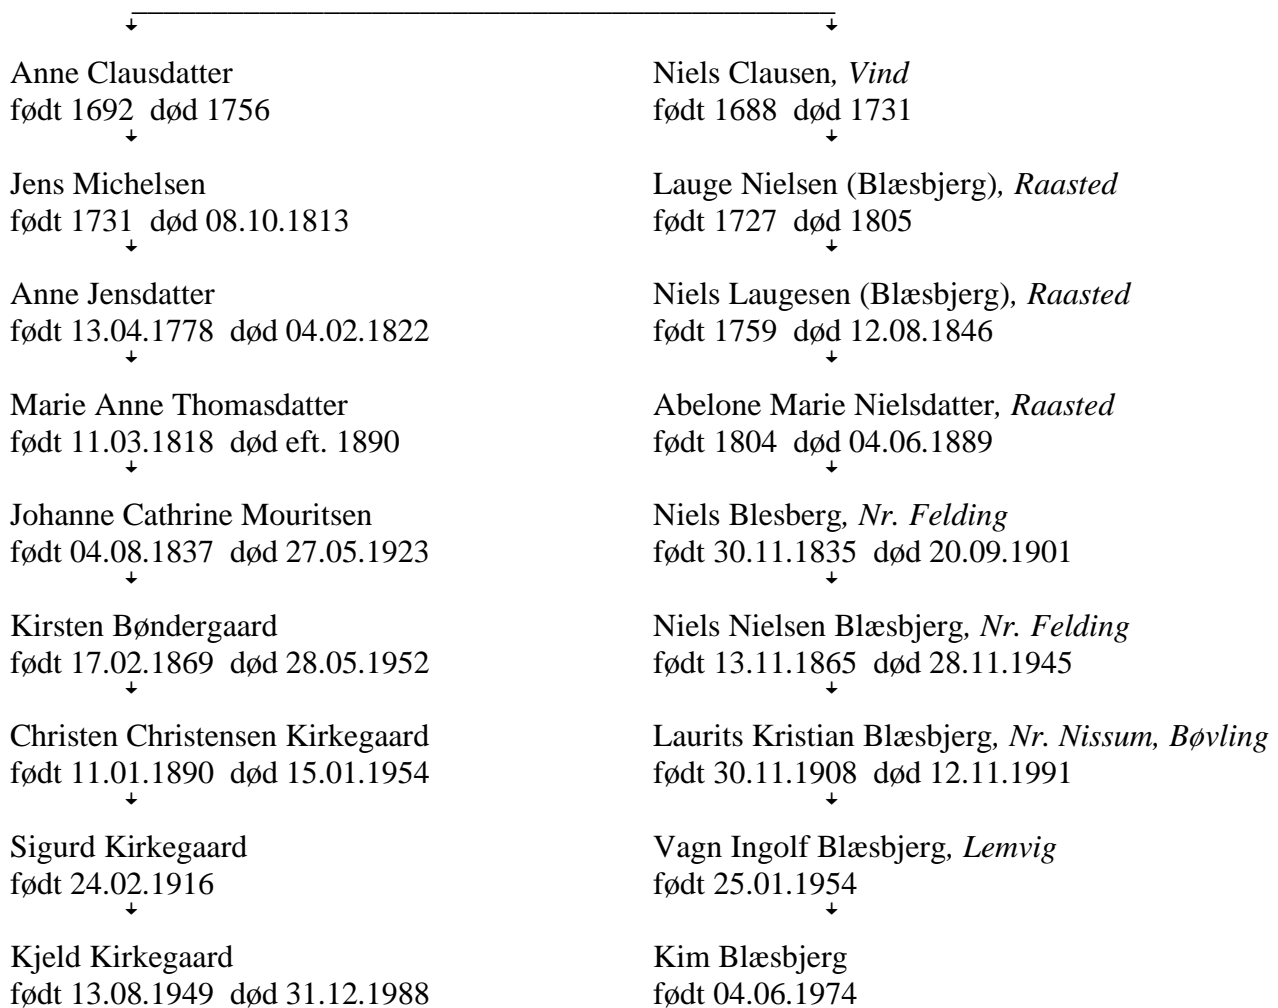 Anne Clausdatter
født 1692 død 1756
Jens Michelsen
født 1731 død 08.10.1813
Anne Jensdatter
født 13.04.1778 død 04.02.1822
Marie Anne Thomasdatter
født 11.03.1818 død eft. 1890
Johanne Cathrine Mouritsen
født 04.08.1837 død 27.05.1923
Kirsten Bøndergaard
født 17.02.1869 død 28.05.1952
Christen Christensen Kirkegaard
født 11.01.1890 død 15.01.1954
Sigurd Kirkegaard
født 24.02.1916
Kjeld Kirkegaard
født 13.08.1949 død 31.12.1988
Niels Clausen, Vind
født 1688 død 1731
Lauge Nielsen (Blæsbjerg), Raasted
født 1727 død 1805
Niels Laugesen (Blæsbjerg), Raasted
født 1759 død 12.08.1846
Abelone Marie Nielsdatter, Raasted
født 1804 død 04.06.1889
Niels Blesberg, Nr. Felding
født 30.11.1835 død 20.09.1901
Niels Nielsen Blæsbjerg, Nr. Felding
født 13.11.1865 død 28.11.1945
Laurits Kristian Blæsbjerg, Nr. Nissum, Bøvling
født 30.11.1908 død 12.11.1991
Vagn Ingolf Blæsbjerg, Lemvig
født 25.01.1954
Kim Blæsbjerg
født 04.06.1974